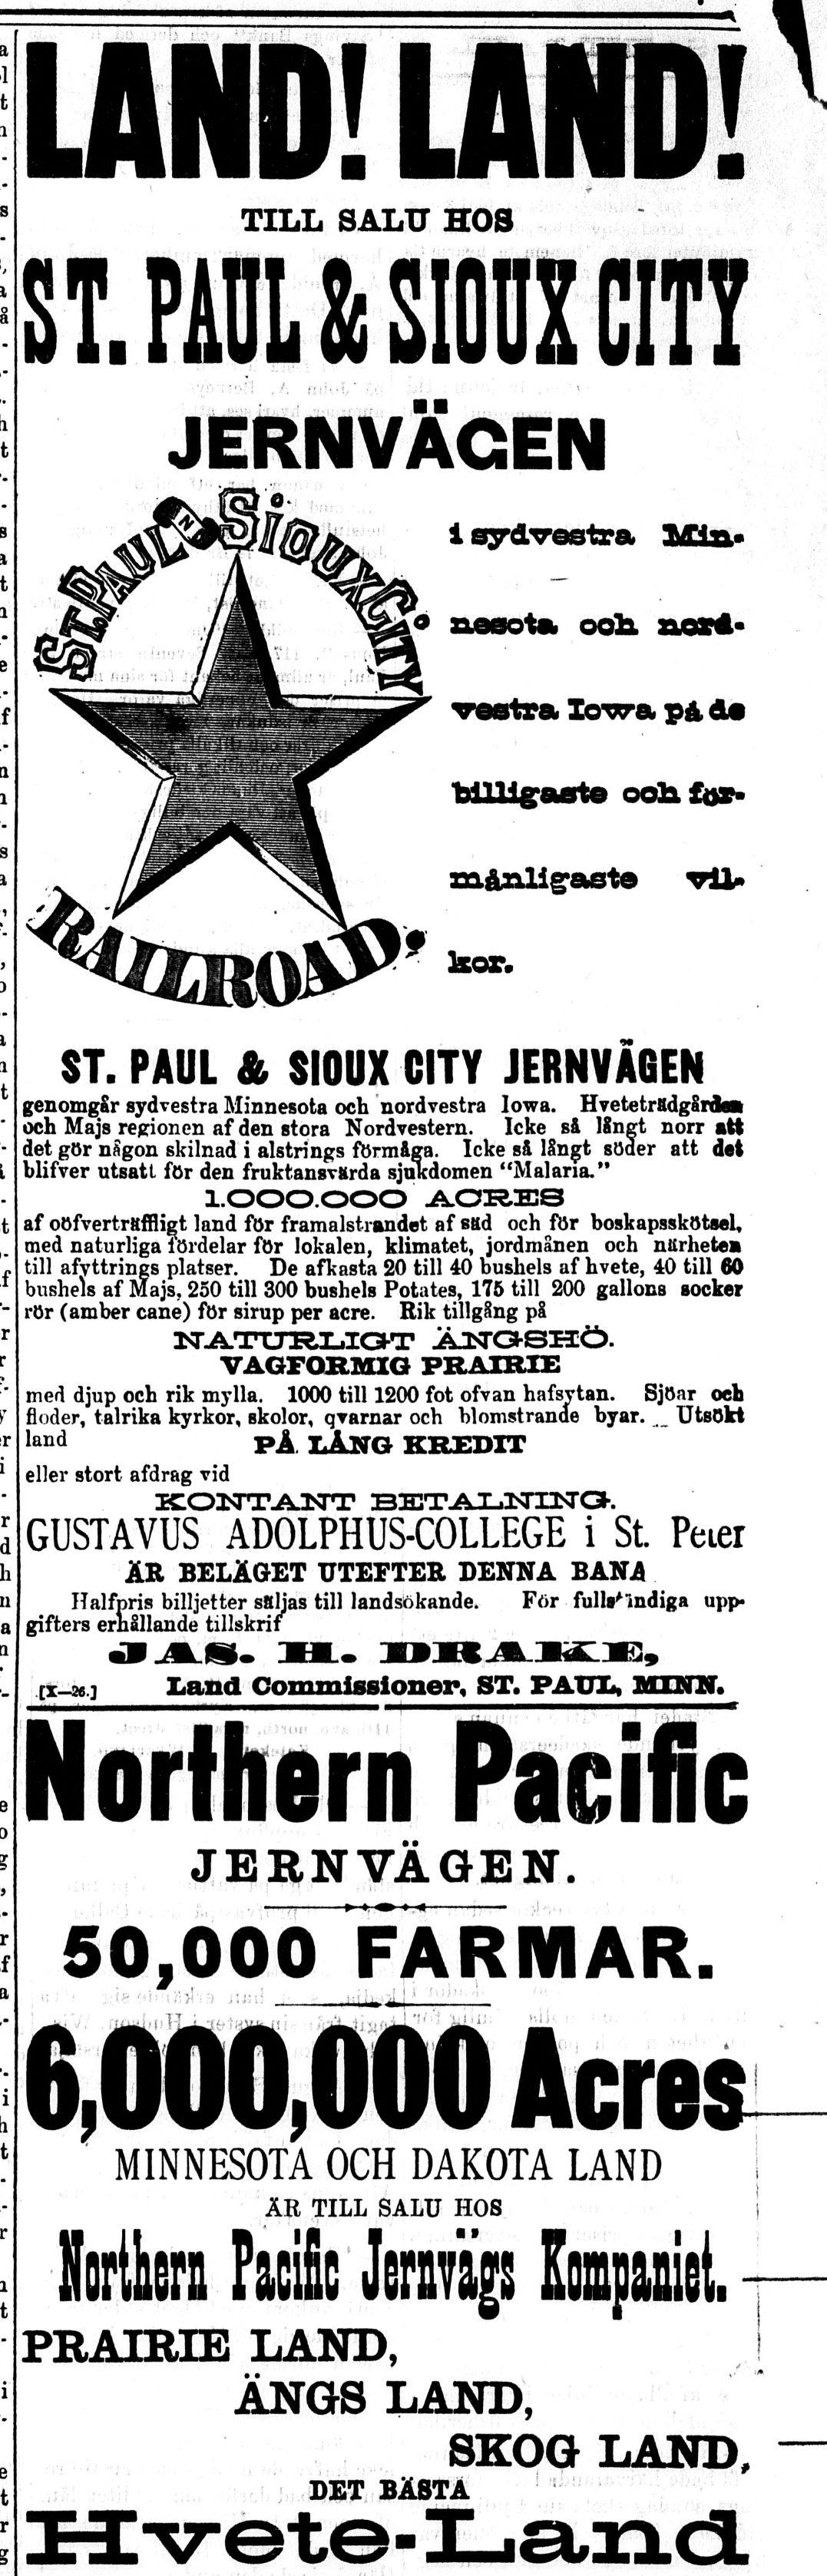 LAND! LAND!
TILL SALU HOS
ST. PAUL & SIOUX CITY
JERNVÄGEN
ST. PAUL AND SIOUX CITY
RAILROAD.
i sydvestra Min-
nesota och nord-
vestra Iowa på de
billigaste och för-
månligaste vil-
kor.
ST. PAUL & SIOUX CITY JERNVÄGEN
genomgår sydvestra Minnesota och nordvestra Iowa. Hveteträdgården
och Majs regionen af den stora Nordvestern. Icke så långt norr att
det gör någon skilnad i alstrings förmåga. Icke så långt söder att det
blifver utsatt för den fruktansvärda sjukdomen “Malaria.”
1.000.000 ACRES
af oöfverträffligt land för framalstrandet af säd och för boskapsskötsel,
med naturliga fördelar för lokalen, klimatet, jordmånen och närheten
till afyttrings platser. De afkasta 20 till 40 bushels af hvete, 40 till 60
bushels af Majs, 250 till 300 bushels Potates, 175 till 200 gallons socker
rör (amber cane) för sirup per acre. Rik tillgång på
NATURLIGT ÄNGSHÖ.
VAGFORMIG PRAIRIE
med djup och rik mylla. 1000 till 1200 fot ofvan hafsytan. Sjöar och
floder, talrika kyrkor, skolor, qvarnar och blomstrande byar. Utsökt
land PÅ LÅNG KREDIT
eller stort afdrag vid
KONTANT BETALNING.
GUSTAVUS ADOLPHUS-COLLEGE i St. Peter
ÄR BELÄGET UTEFTER DENNA BANA
Halfpris billjetter säljas till landsökande. För fullständiga upp-
gifters erhållande tillskrif
JAS. H. DRAKE,
[X—26.] Land Commissioner, ST. PAUL, MINN.
Northern Pacific
JERNVÄGEN.
50,000 FARMAR.
6,000,000 Acres
MINNESOTA OCH DAKOTA LAND
ÄR TILL SALU HOS
Northern Pacific Jernvägs Kompaniet.
PRAIRIE LAND,
ÄNGS LAND,
SKOG LAND,
DET BÄSTA
Hvete-Land